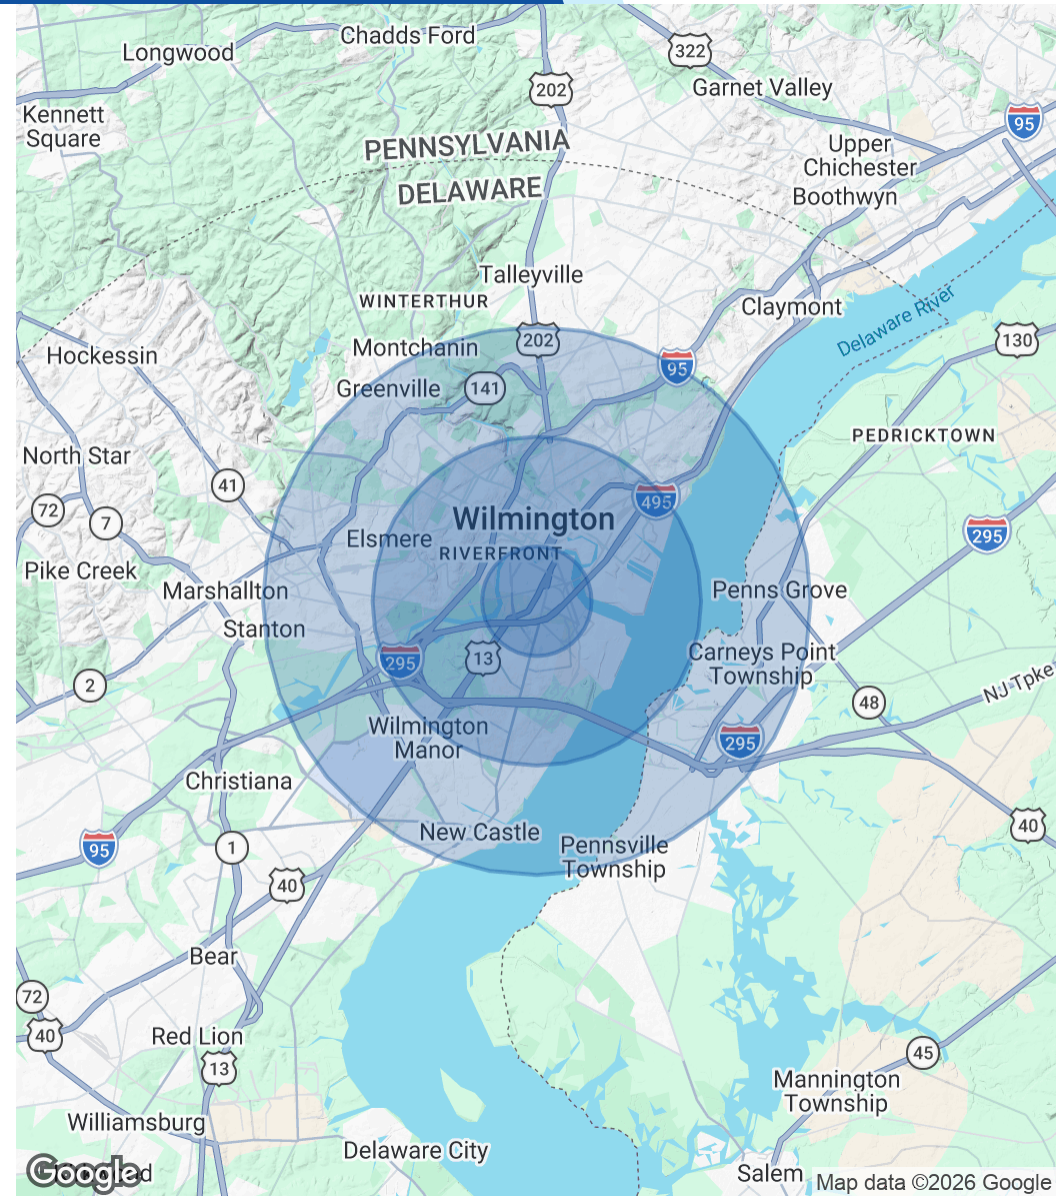 Chadds Ford
Longwood
322
202
Garnet Valley
Kennett
Square
95
PENNSYLVANIA
Upper
Chichester
DELAWARE
Boothwyn
Talleyville
WINTERTHUR
Claymont
Delaware River
202
130
Montchanin
Hockessin
95
Greenville
141
PEDRICKTOWN
North Star
41
495
72
7
Wilmington
295
Elsmere
RIVERFRONT
Pike Creek
Marshallton
Penns Grove
Stanton
Carneys Point
Township
295
13
2
NJ Tpke
48
Wilmington
Manor
295
Christiana
New Castle
40
95
1
Pennsville
Township
40
Bear
72
40
Red Lion
13
45
Mannington
Township
Williamsburg
Delaware City
Google
Salem
Map data ©2026 Google